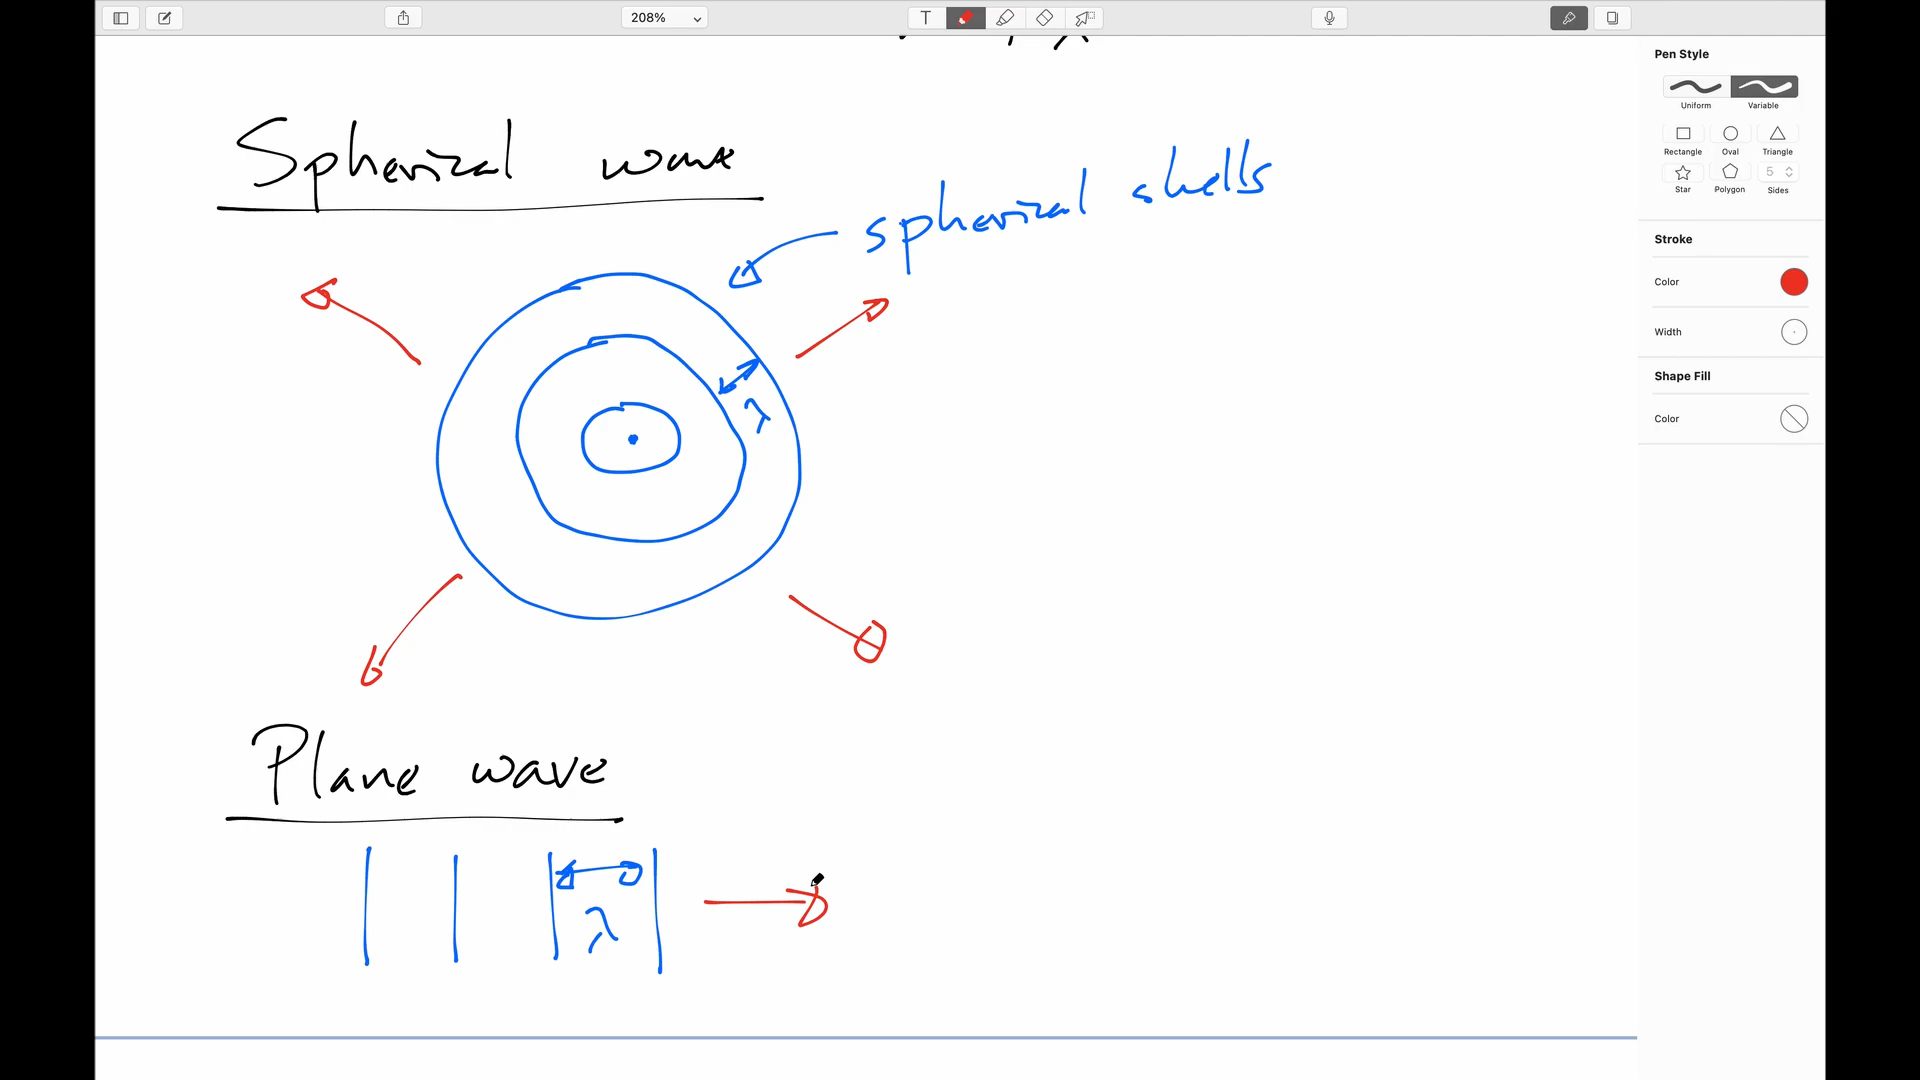 208%
T
Pen Style
Uniform
Variable
Rectangle
Oval
Triangle
Star
Polygon
5
Sides
Stroke
Color
Width
Shape Fill
Color
Spherical wave
spherical shells
λ
Plane wave
λ